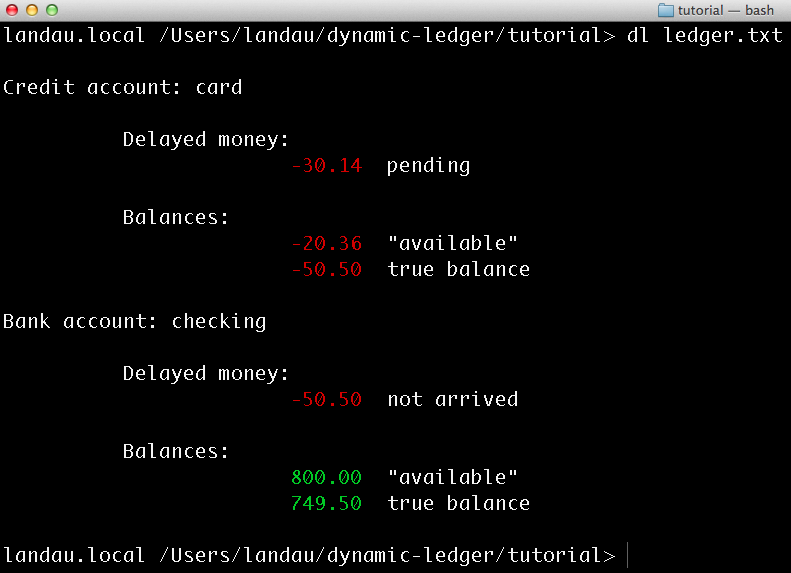 tutorial — bash
landau.local /Users/landau/dynamic-ledger/tutorial> dl ledger.txt
Credit account: card
Delayed money:
-30.14 pending
Balances:
-20.36 "available"
-50.50 true balance
Bank account: checking
Delayed money:
-50.50 not arrived
Balances:
800.00 "available"
749.50 true balance
landau.local /Users/landau/dynamic-ledger/tutorial>